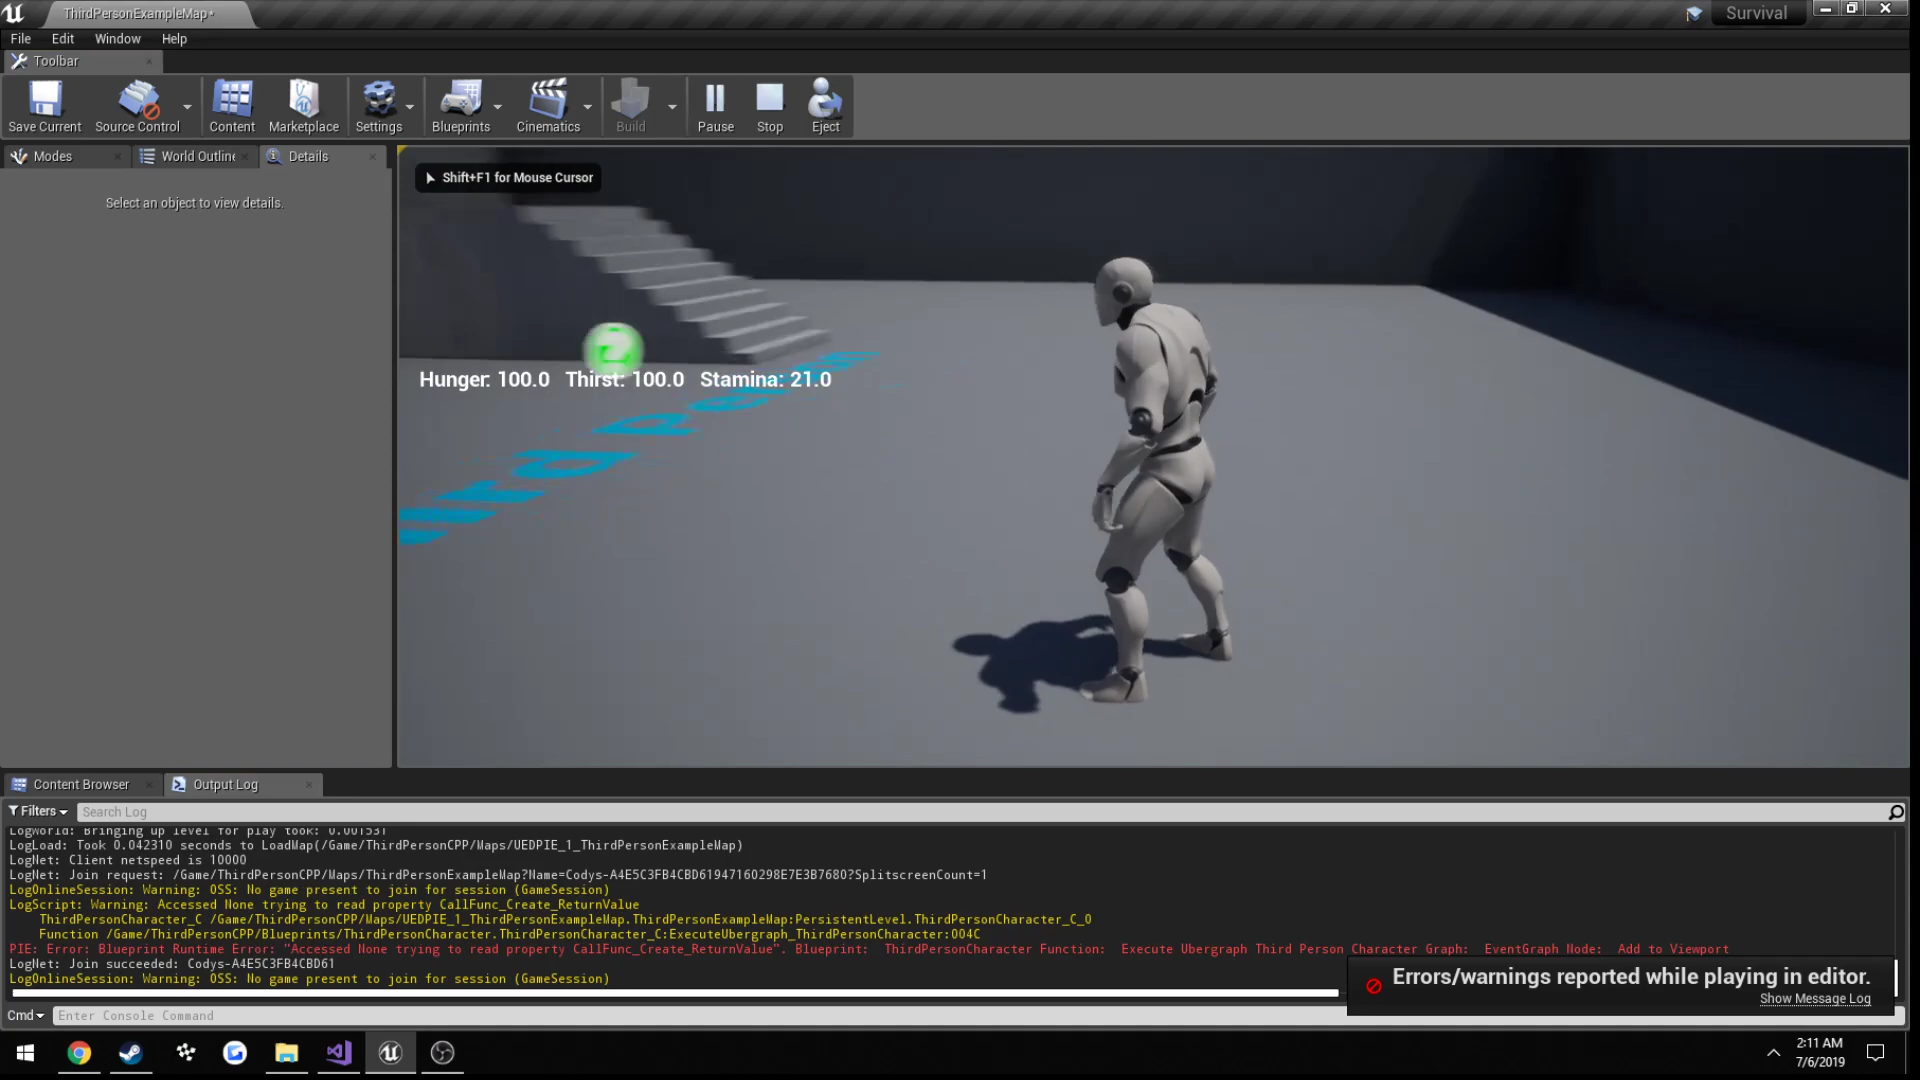 ThirdPersonExampleMap*
Survival
File Edit Window Help
Toolbar
Save Current Source Control Content Marketplace Settings Blueprints Cinematics Build Pause Stop Eject
Modes World Outline Details
Select an object to view details.
Shift+F1 for Mouse Cursor
Hunger: 100.0 Thirst: 100.0 Stamina: 21.0
Content Browser Output Log
Filters Search Log
LogWorld: Bringing up level for play took: 0.001531
LogLoad: Took 0.042310 seconds to LoadMap(/Game/ThirdPersonCPP/Maps/UEDPIE_1_ThirdPersonExampleMap)
LogNet: Client netspeed is 10000
LogNet: Join request: /Game/ThirdPersonCPP/Maps/ThirdPersonExampleMap?Name=Codys-A4E5C3FB4CBD61947160298E7E3B7680?SplitscreenCount=1
LogOnlineSession: Warning: OSS: No game present to join for session (GameSession)
LogScript: Warning: Accessed None trying to read property CallFunc_Create_ReturnValue
ThirdPersonCharacter_C /Game/ThirdPersonCPP/Maps/UEDPIE_1_ThirdPersonExampleMap.ThirdPersonExampleMap:PersistentLevel.ThirdPersonCharacter_C_0
Function /Game/ThirdPersonCPP/Blueprints/ThirdPersonCharacter.ThirdPersonCharacter_C:ExecuteUbergraph_ThirdPersonCharacter:004C
PIE: Error: Blueprint Runtime Error: "Accessed None trying to read property CallFunc_Create_ReturnValue". Blueprint: ThirdPersonCharacter Function: Execute Ubergraph Third Person Character Graph: EventGraph Node: Add to Viewport
LogNet: Join succeeded: Codys-A4E5C3FB4CBD61
LogOnlineSession: Warning: OSS: No game present to join for session (GameSession)
Errors/warnings reported while playing in editor.
Show Message Log
Cmd Enter Console Command
2:11 AM
7/6/2019